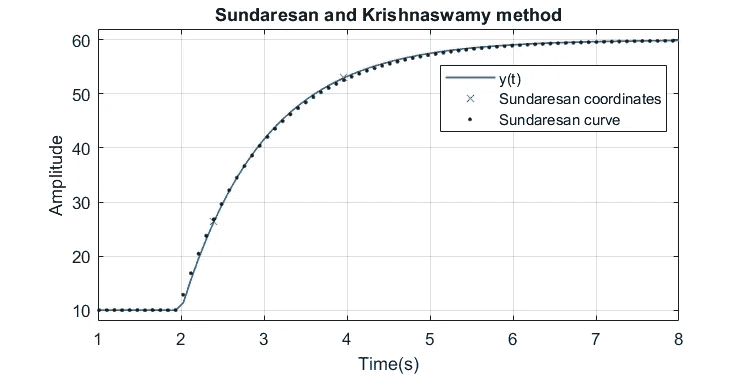 Sundaresan and Krishnaswamy method
60
50
40
30
20
10
Amplitude
y(t)
Sundaresan coordinates
Sundaresan curve
1 2 3 4 5 6 7 8
Time(s)